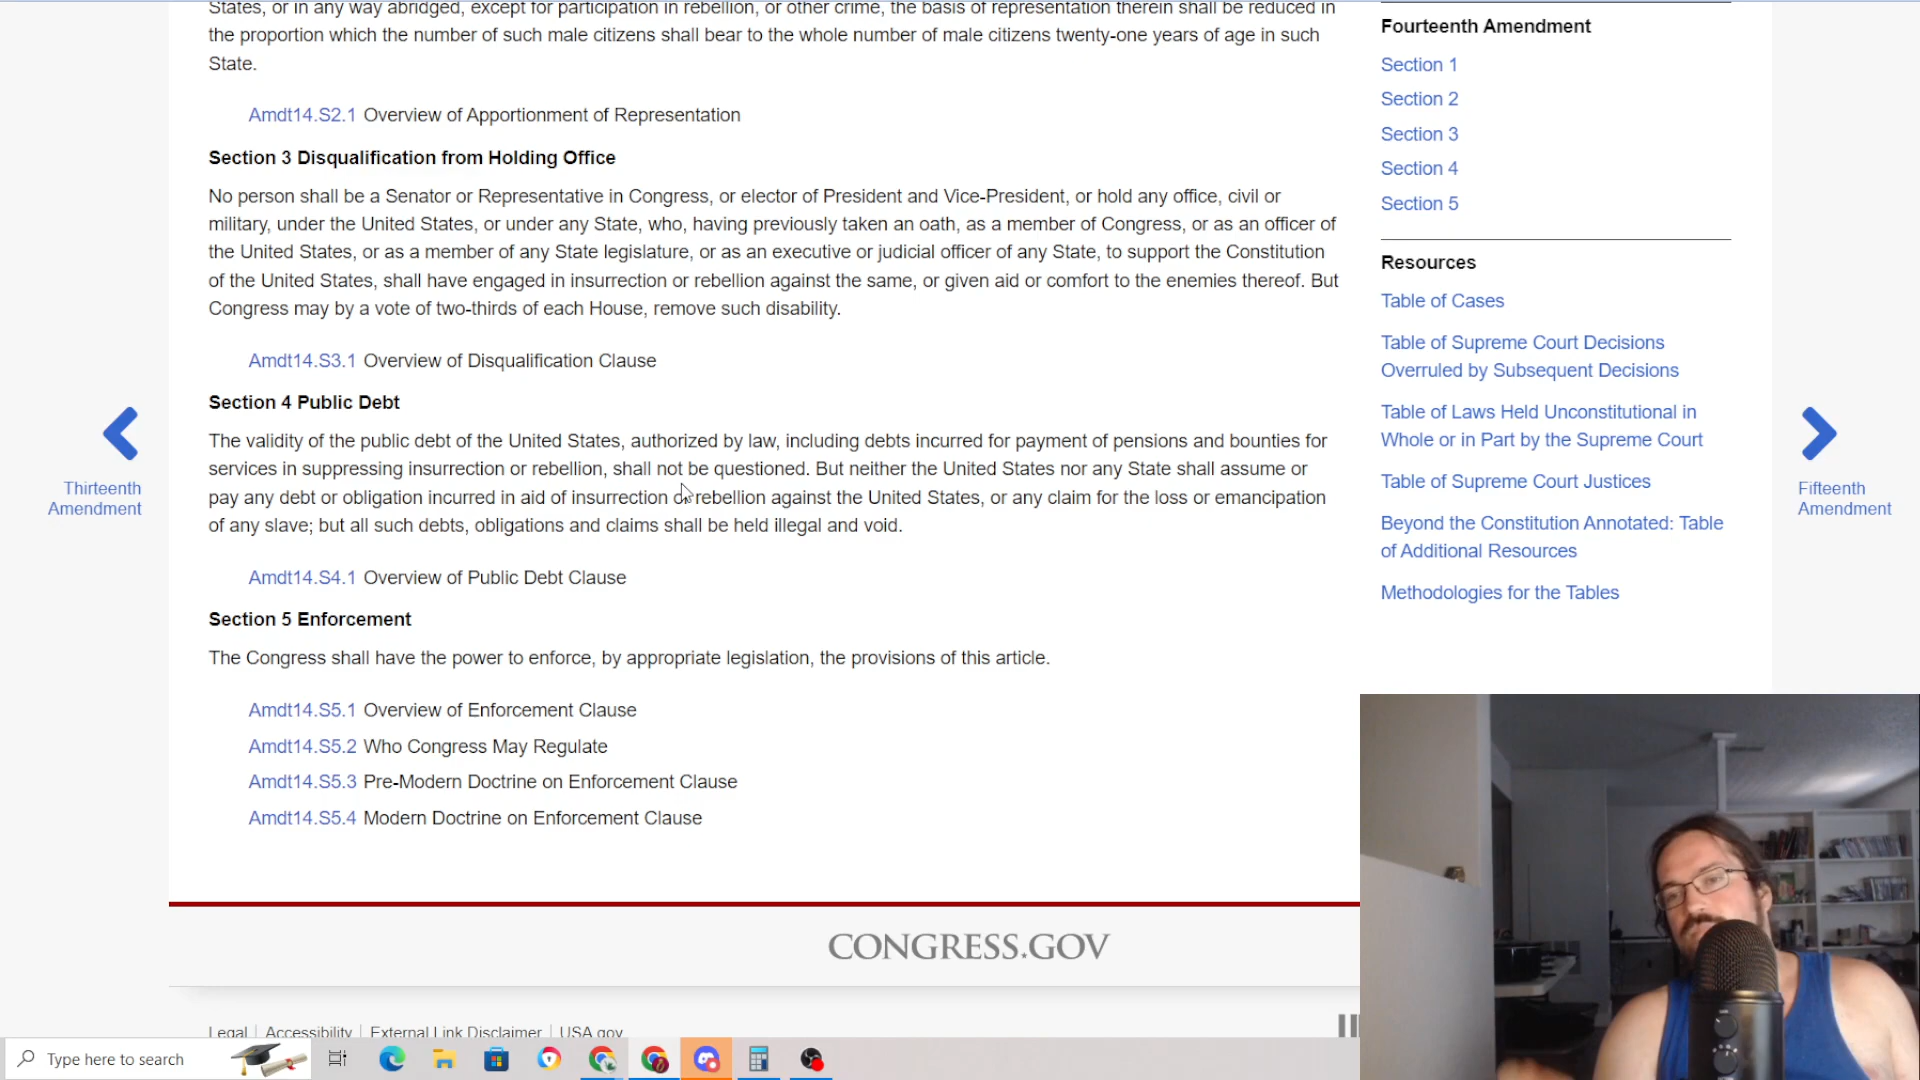 States, or in any way abridged, except for participation in rebellion, or other crime, the basis of representation therein shall be reduced in
the proportion which the number of such male citizens shall bear to the whole number of male citizens twenty-one years of age in such
State.
Amdt14.S2.1 Overview of Apportionment of Representation
Section 3 Disqualification from Holding Office
No person shall be a Senator or Representative in Congress, or elector of President and Vice-President, or hold any office, civil or
military, under the United States, or under any State, who, having previously taken an oath, as a member of Congress, or as an officer of
the United States, or as a member of any State legislature, or as an executive or judicial officer of any State, to support the Constitution
of the United States, shall have engaged in insurrection or rebellion against the same, or given aid or comfort to the enemies thereof. But
Congress may by a vote of two-thirds of each House, remove such disability.
Amdt14.S3.1 Overview of Disqualification Clause
Section 4 Public Debt
The validity of the public debt of the United States, authorized by law, including debts incurred for payment of pensions and bounties for
services in suppressing insurrection or rebellion, shall not be questioned. But neither the United States nor any State shall assume or
pay any debt or obligation incurred in aid of insurrection or rebellion against the United States, or any claim for the loss or emancipation
of any slave; but all such debts, obligations and claims shall be held illegal and void.
Amdt14.S4.1 Overview of Public Debt Clause
Section 5 Enforcement
The Congress shall have the power to enforce, by appropriate legislation, the provisions of this article.
Amdt14.S5.1 Overview of Enforcement Clause
Amdt14.S5.2 Who Congress May Regulate
Amdt14.S5.3 Pre-Modern Doctrine on Enforcement Clause
Amdt14.S5.4 Modern Doctrine on Enforcement Clause
Thirteenth
Amendment
Fourteenth Amendment
Section 1
Section 2
Section 3
Section 4
Section 5
Resources
Table of Cases
Table of Supreme Court Decisions
Overruled by Subsequent Decisions
Table of Laws Held Unconstitutional in
Whole or in Part by the Supreme Court
Table of Supreme Court Justices
Beyond the Constitution Annotated: Table
of Additional Resources
Methodologies for the Tables
Fifteenth
Amendment
CONGRESS.GOV
Legal | Accessibility | External Link Disclaimer | USA.gov
Type here to search